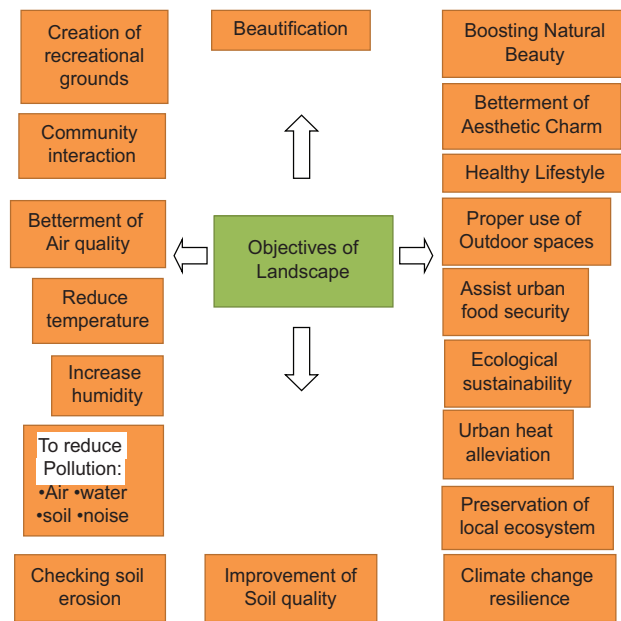 Creation of
recreational
grounds
Beautification
Boosting Natural
Beauty
Community
interaction
Betterment of
Aesthetic Charm
Healthy Lifestyle
Betterment of
Air quality
Objectives of
Landscape
Proper use of
Outdoor spaces
Reduce
temperature
Assist urban
food security
Increase
humidity
Ecological
sustainability
To reduce
Pollution:
•Air •water
•soil •noise
Urban heat
alleviation
Preservation of
local ecosystem
Checking soil
erosion
Improvement of
Soil quality
Climate change
resilience